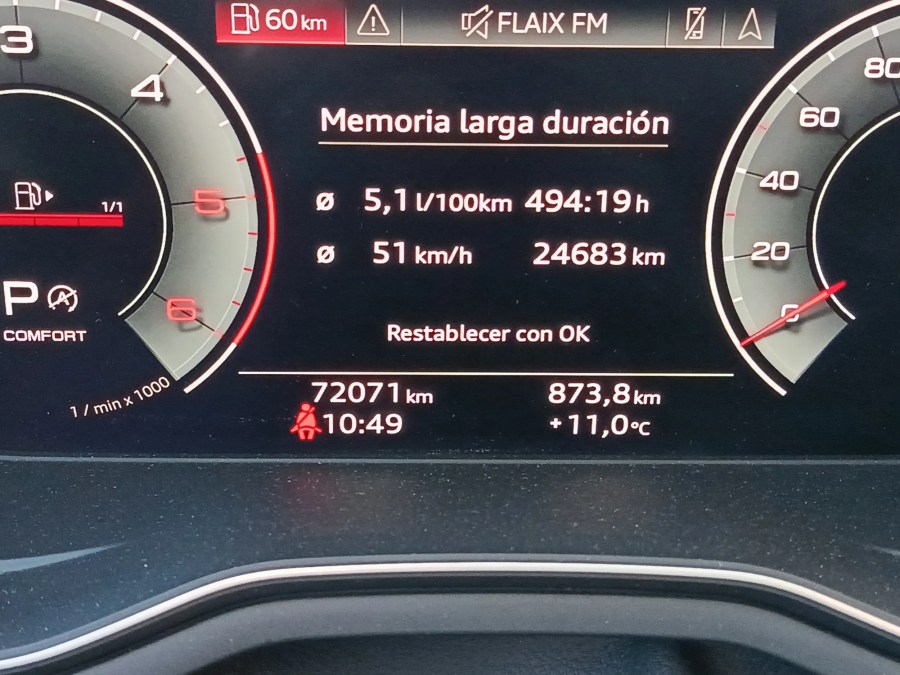 60 km FLAIX FM
Memoria larga duración
ø 5,1 l/100km 494:19 h
ø 51 km/h 24683 km
Restablecer con OK
72071 km 873,8 km
10:49 +11,0 °C
3
4
5
6
1 / min x 1000
1/1
P
COMFORT
80
60
40
20
0